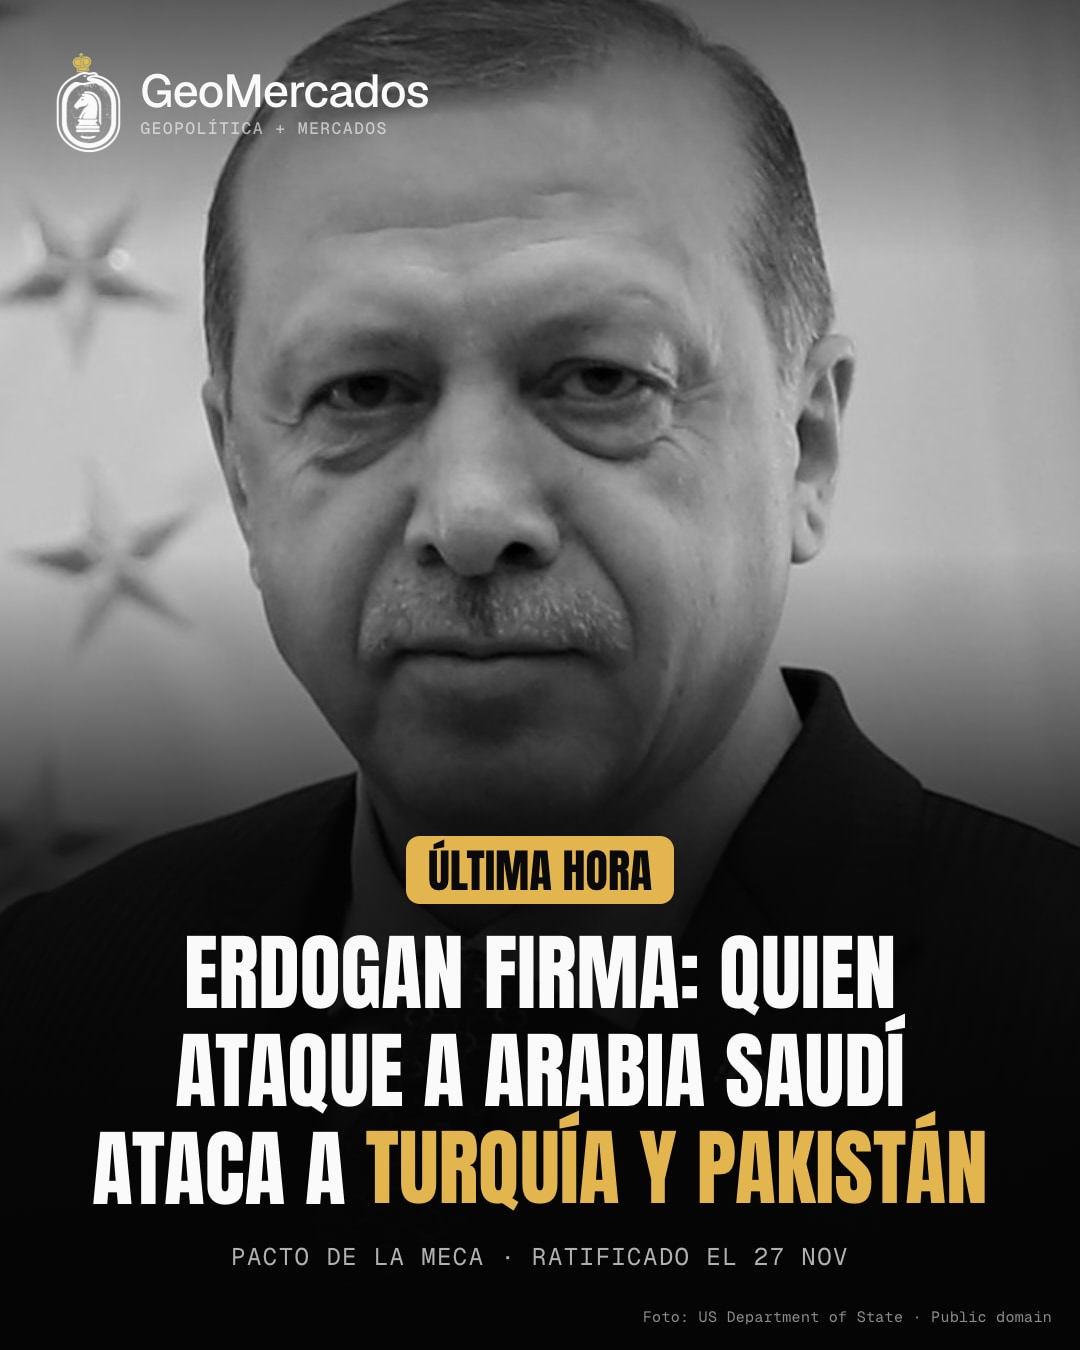 GeoMercados
GEOPOLÍTICA + MERCADOS
ÚLTIMA HORA
ERDOGAN FIRMA: QUIEN
ATAQUE A ARABIA SAUDÍ
ATACA A TURQUÍA Y PAKISTÁN
PACTO DE LA MECA · RATIFICADO EL 27 NOV
Foto: US Department of State · Public domain